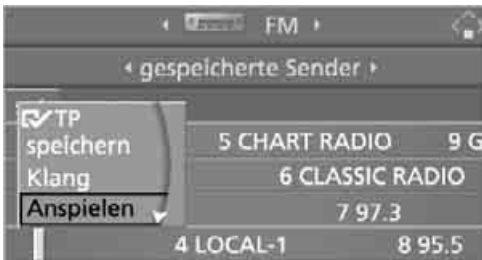 FM
gespeicherte Sender
TP
speichern
Klang
Anspielen
5 CHART RADIO 9 G
6 CLASSIC RADIO
7 97.3
4 LOCAL-1 8 95.5